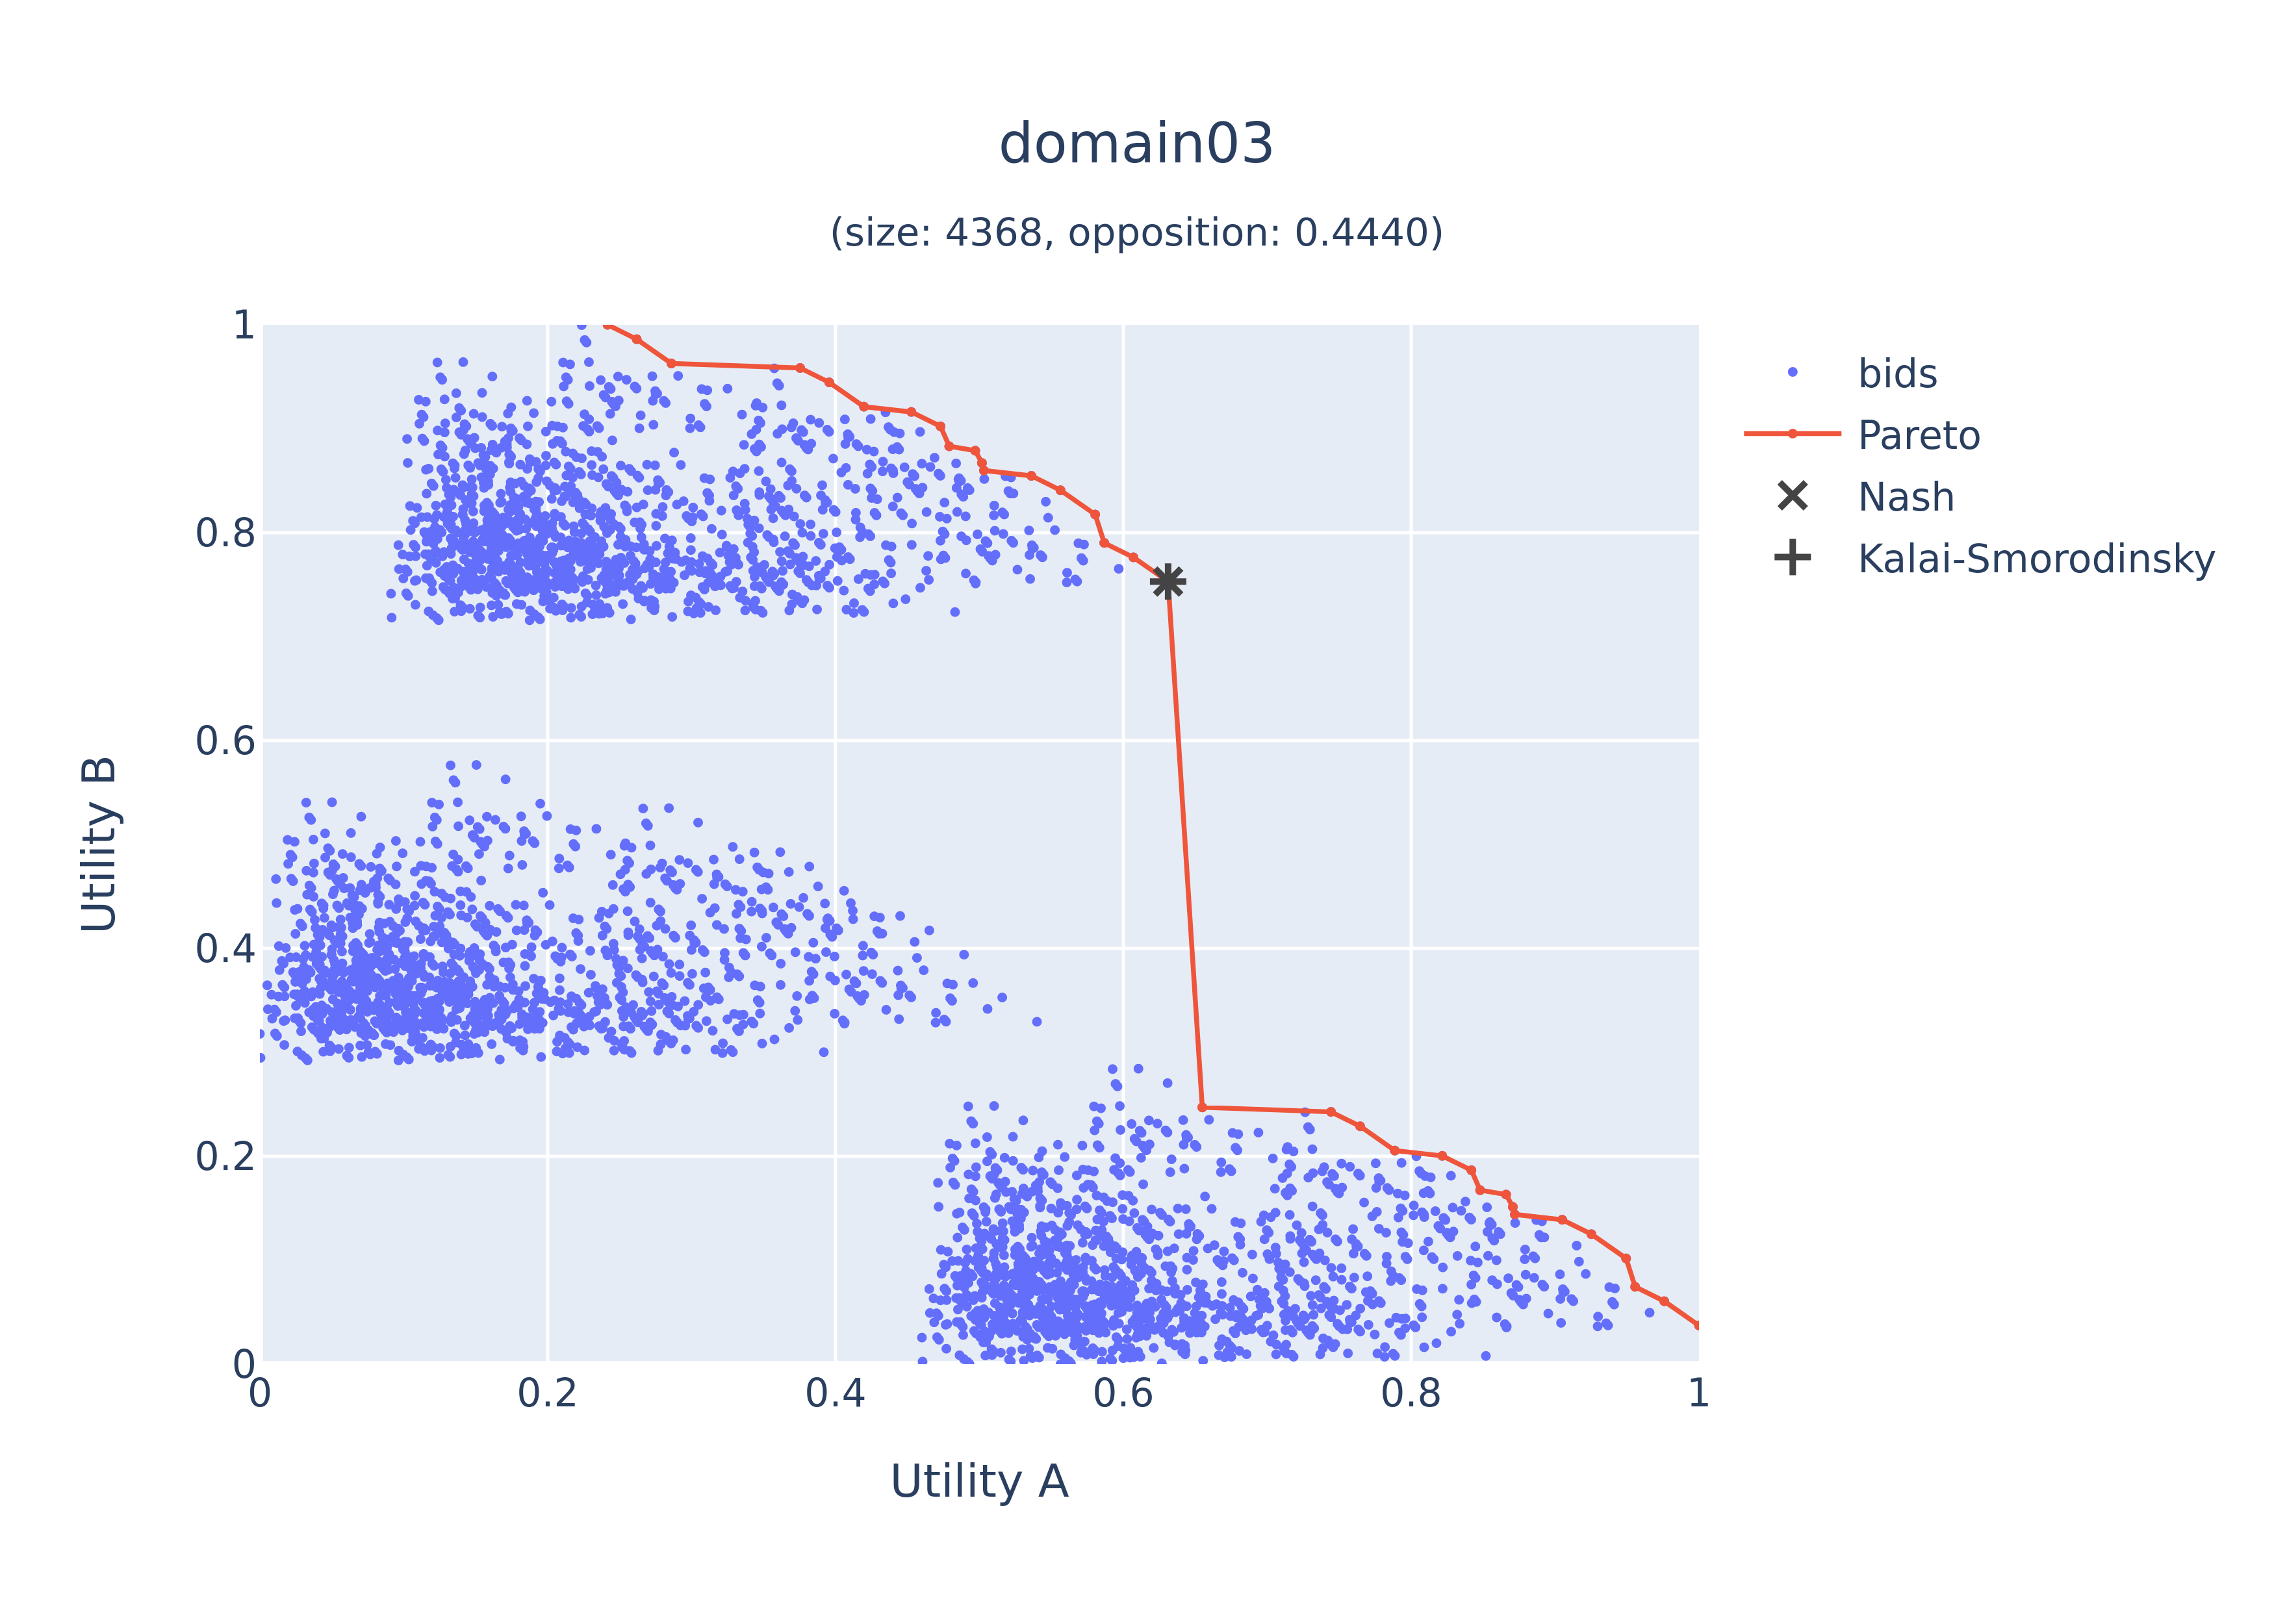 domain03
(size: 4368, opposition: 0.4440)
1
0.8
0.6
0.4
0.2
0
0
0.2
0.4
0.6
0.8
1
Utility B
Utility A
bids
Pareto
Nash
Kalai-Smorodinsky